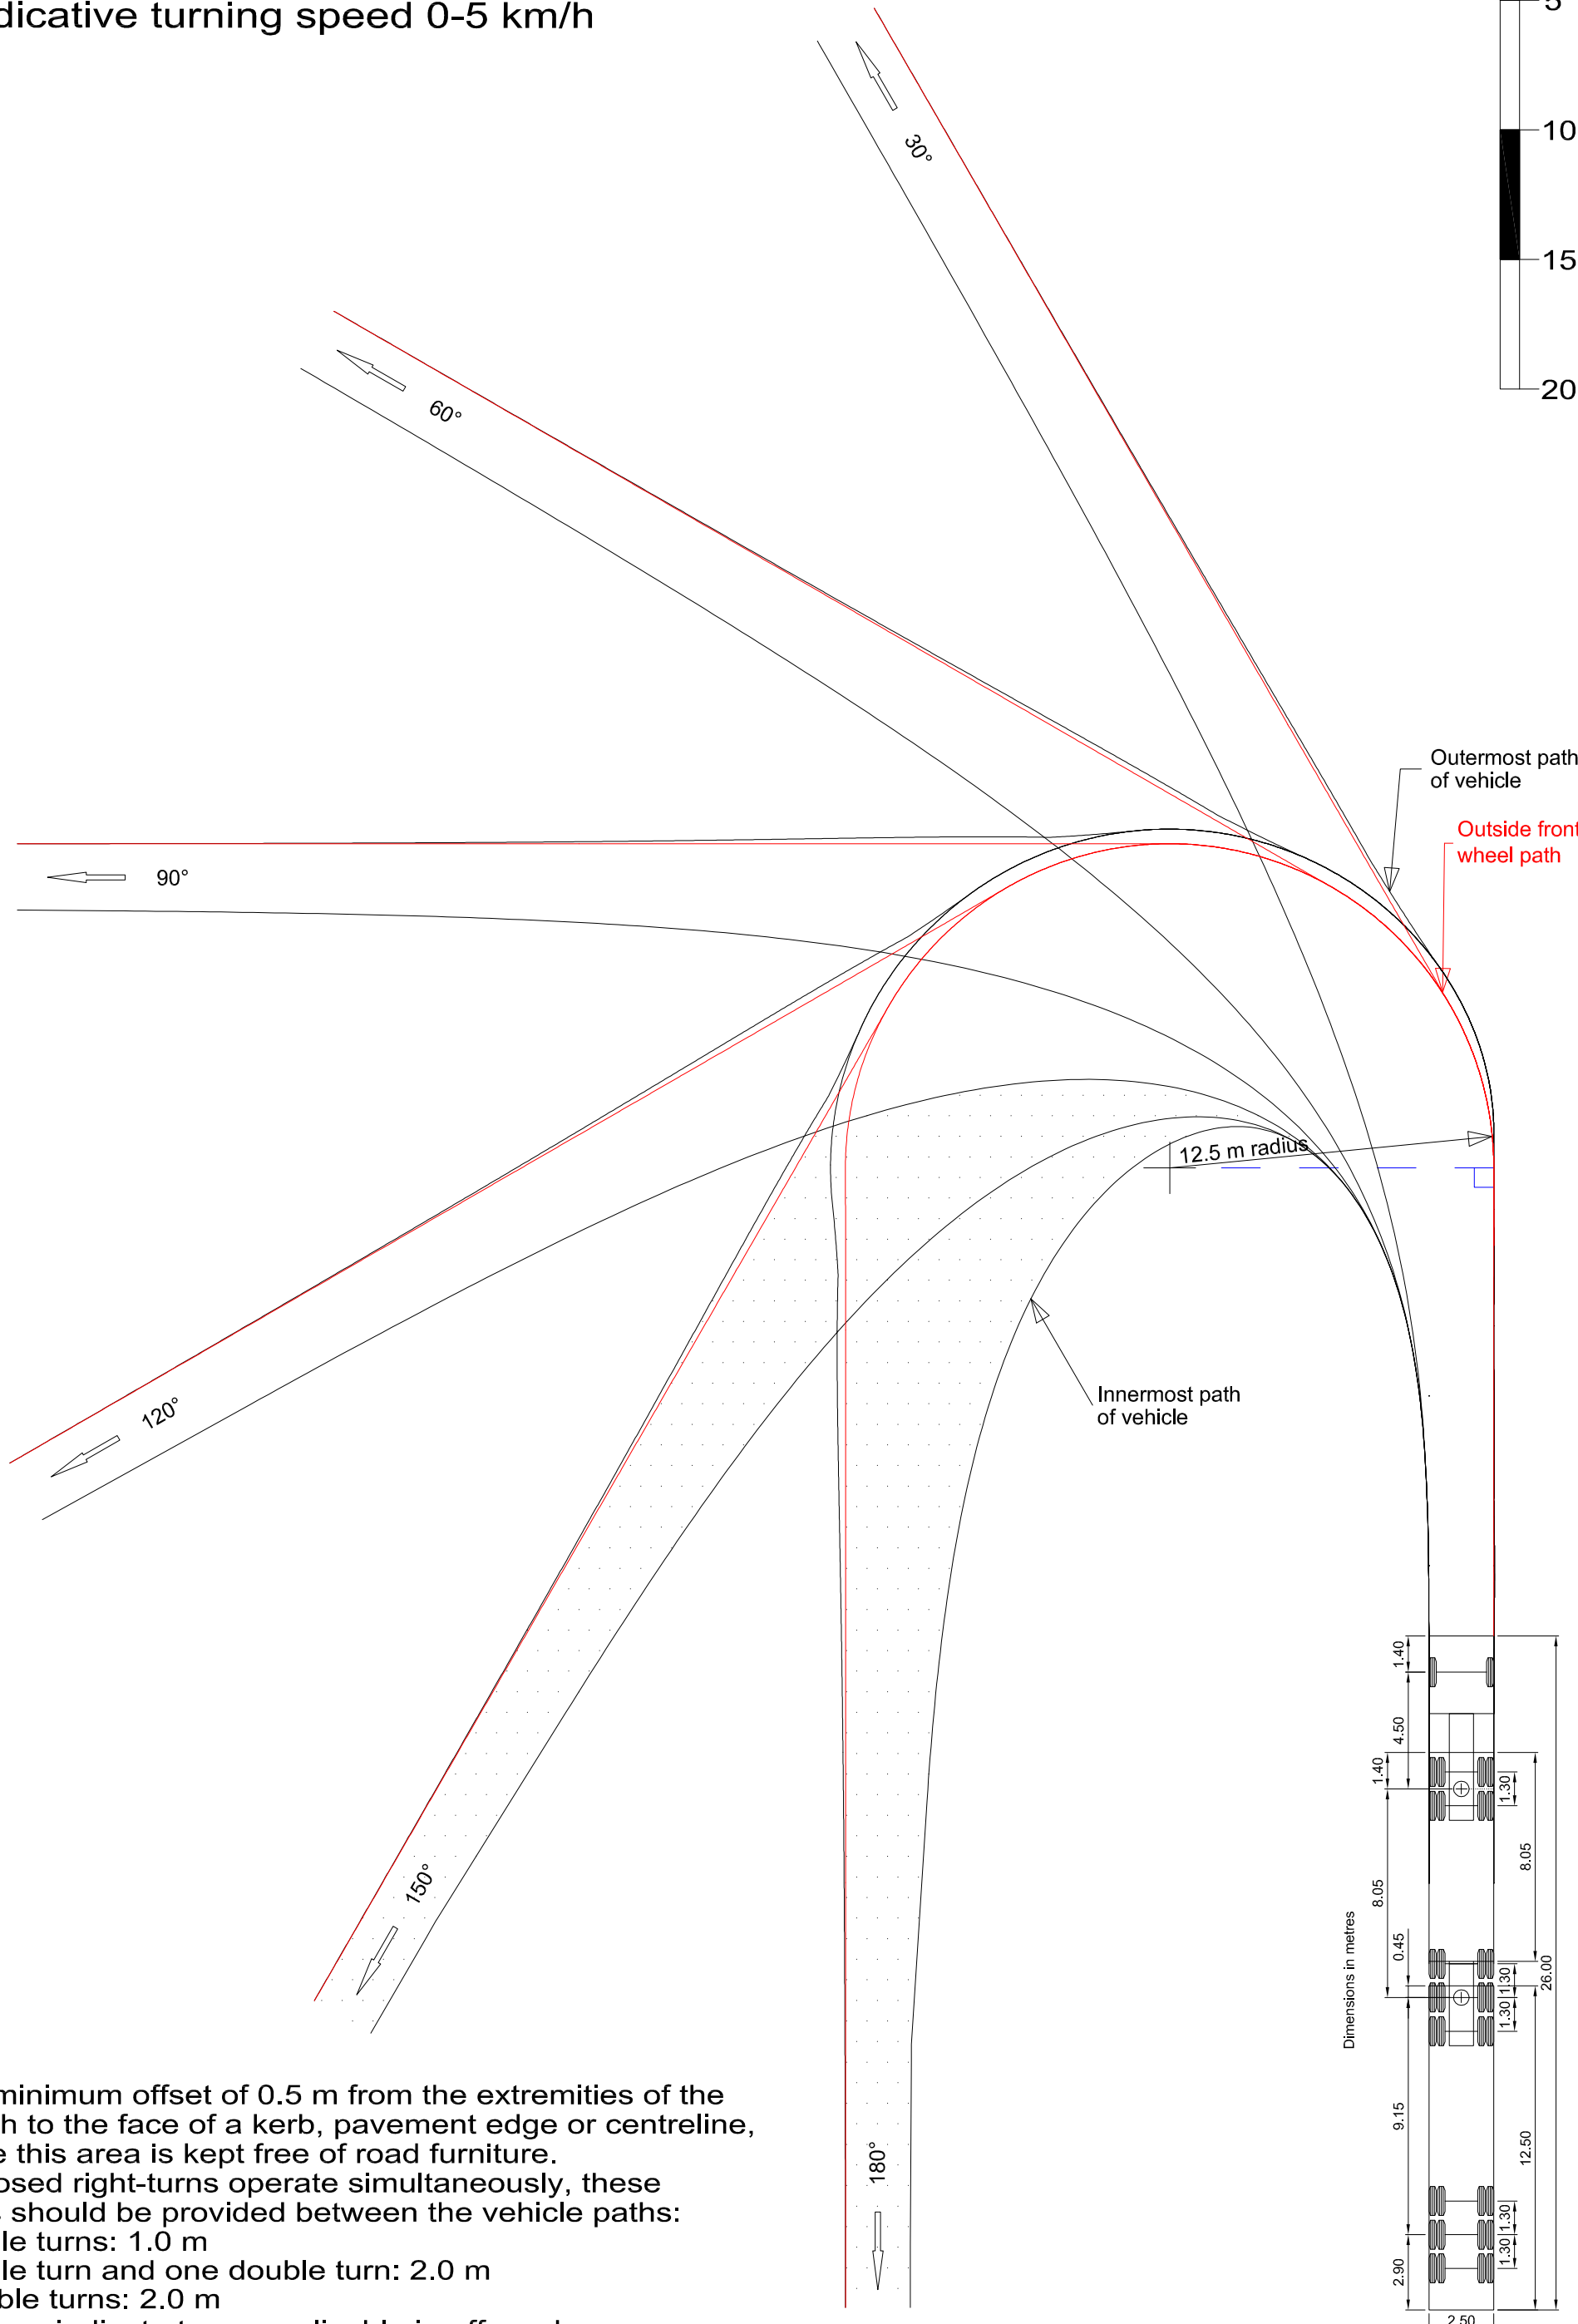 dicative turning speed 0-5 km/h
5
10
15
20
30°
60°
90°
120°
150°
180°
Outermost path
of vehicle
Outside front
wheel path
12.5 m radius
Innermost path
of vehicle
1.40
4.50
1.40
1.30
8.05
8.05
0.45
1.30
1.30
26.00
Dimensions in metres
9.15
12.50
1.30
1.30
2.90
2.50
minimum offset of 0.5 m from the extremities of the
h to the face of a kerb, pavement edge or centreline,
e this area is kept free of road furniture.
osed right-turns operate simultaneously, these
s should be provided between the vehicle paths:
le turns: 1.0 m
le turn and one double turn: 2.0 m
ble turns: 2.0 m